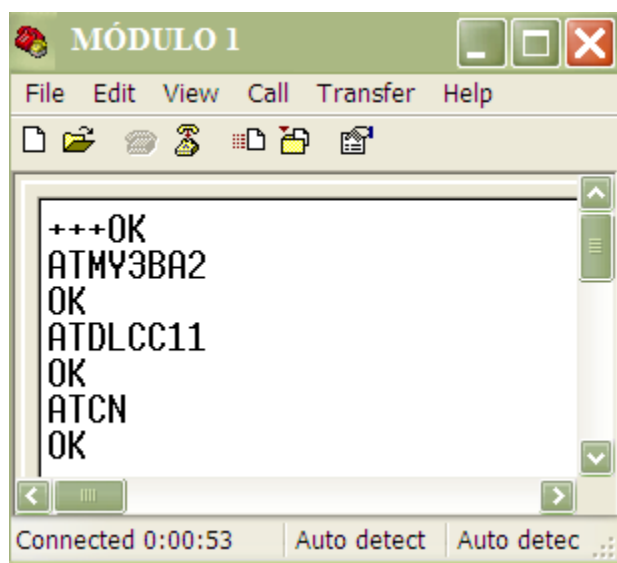 MÓDULO 1
File Edit View Call Transfer Help
+++OK
ATMY3BA2
OK
ATDLCC11
OK
ATCN
OK
Connected 0:00:53 Auto detect Auto detec